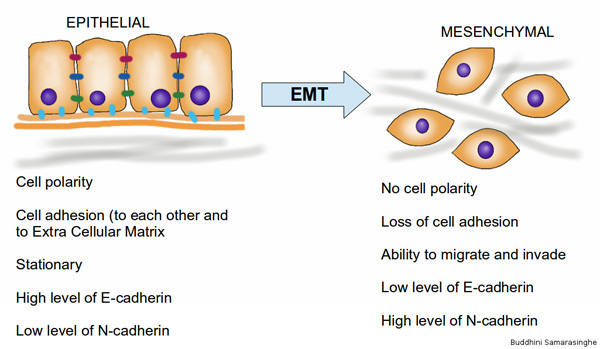 EPITHELIAL
MESENCHYMAL
EMT
Cell polarity
Cell adhesion (to each other and
to Extra Cellular Matrix
Stationary
High level of E-cadherin
Low level of N-cadherin
No cell polarity
Loss of cell adhesion
Ability to migrate and invade
Low level of E-cadherin
High level of N-cadherin
Buddhini Samarasinghe